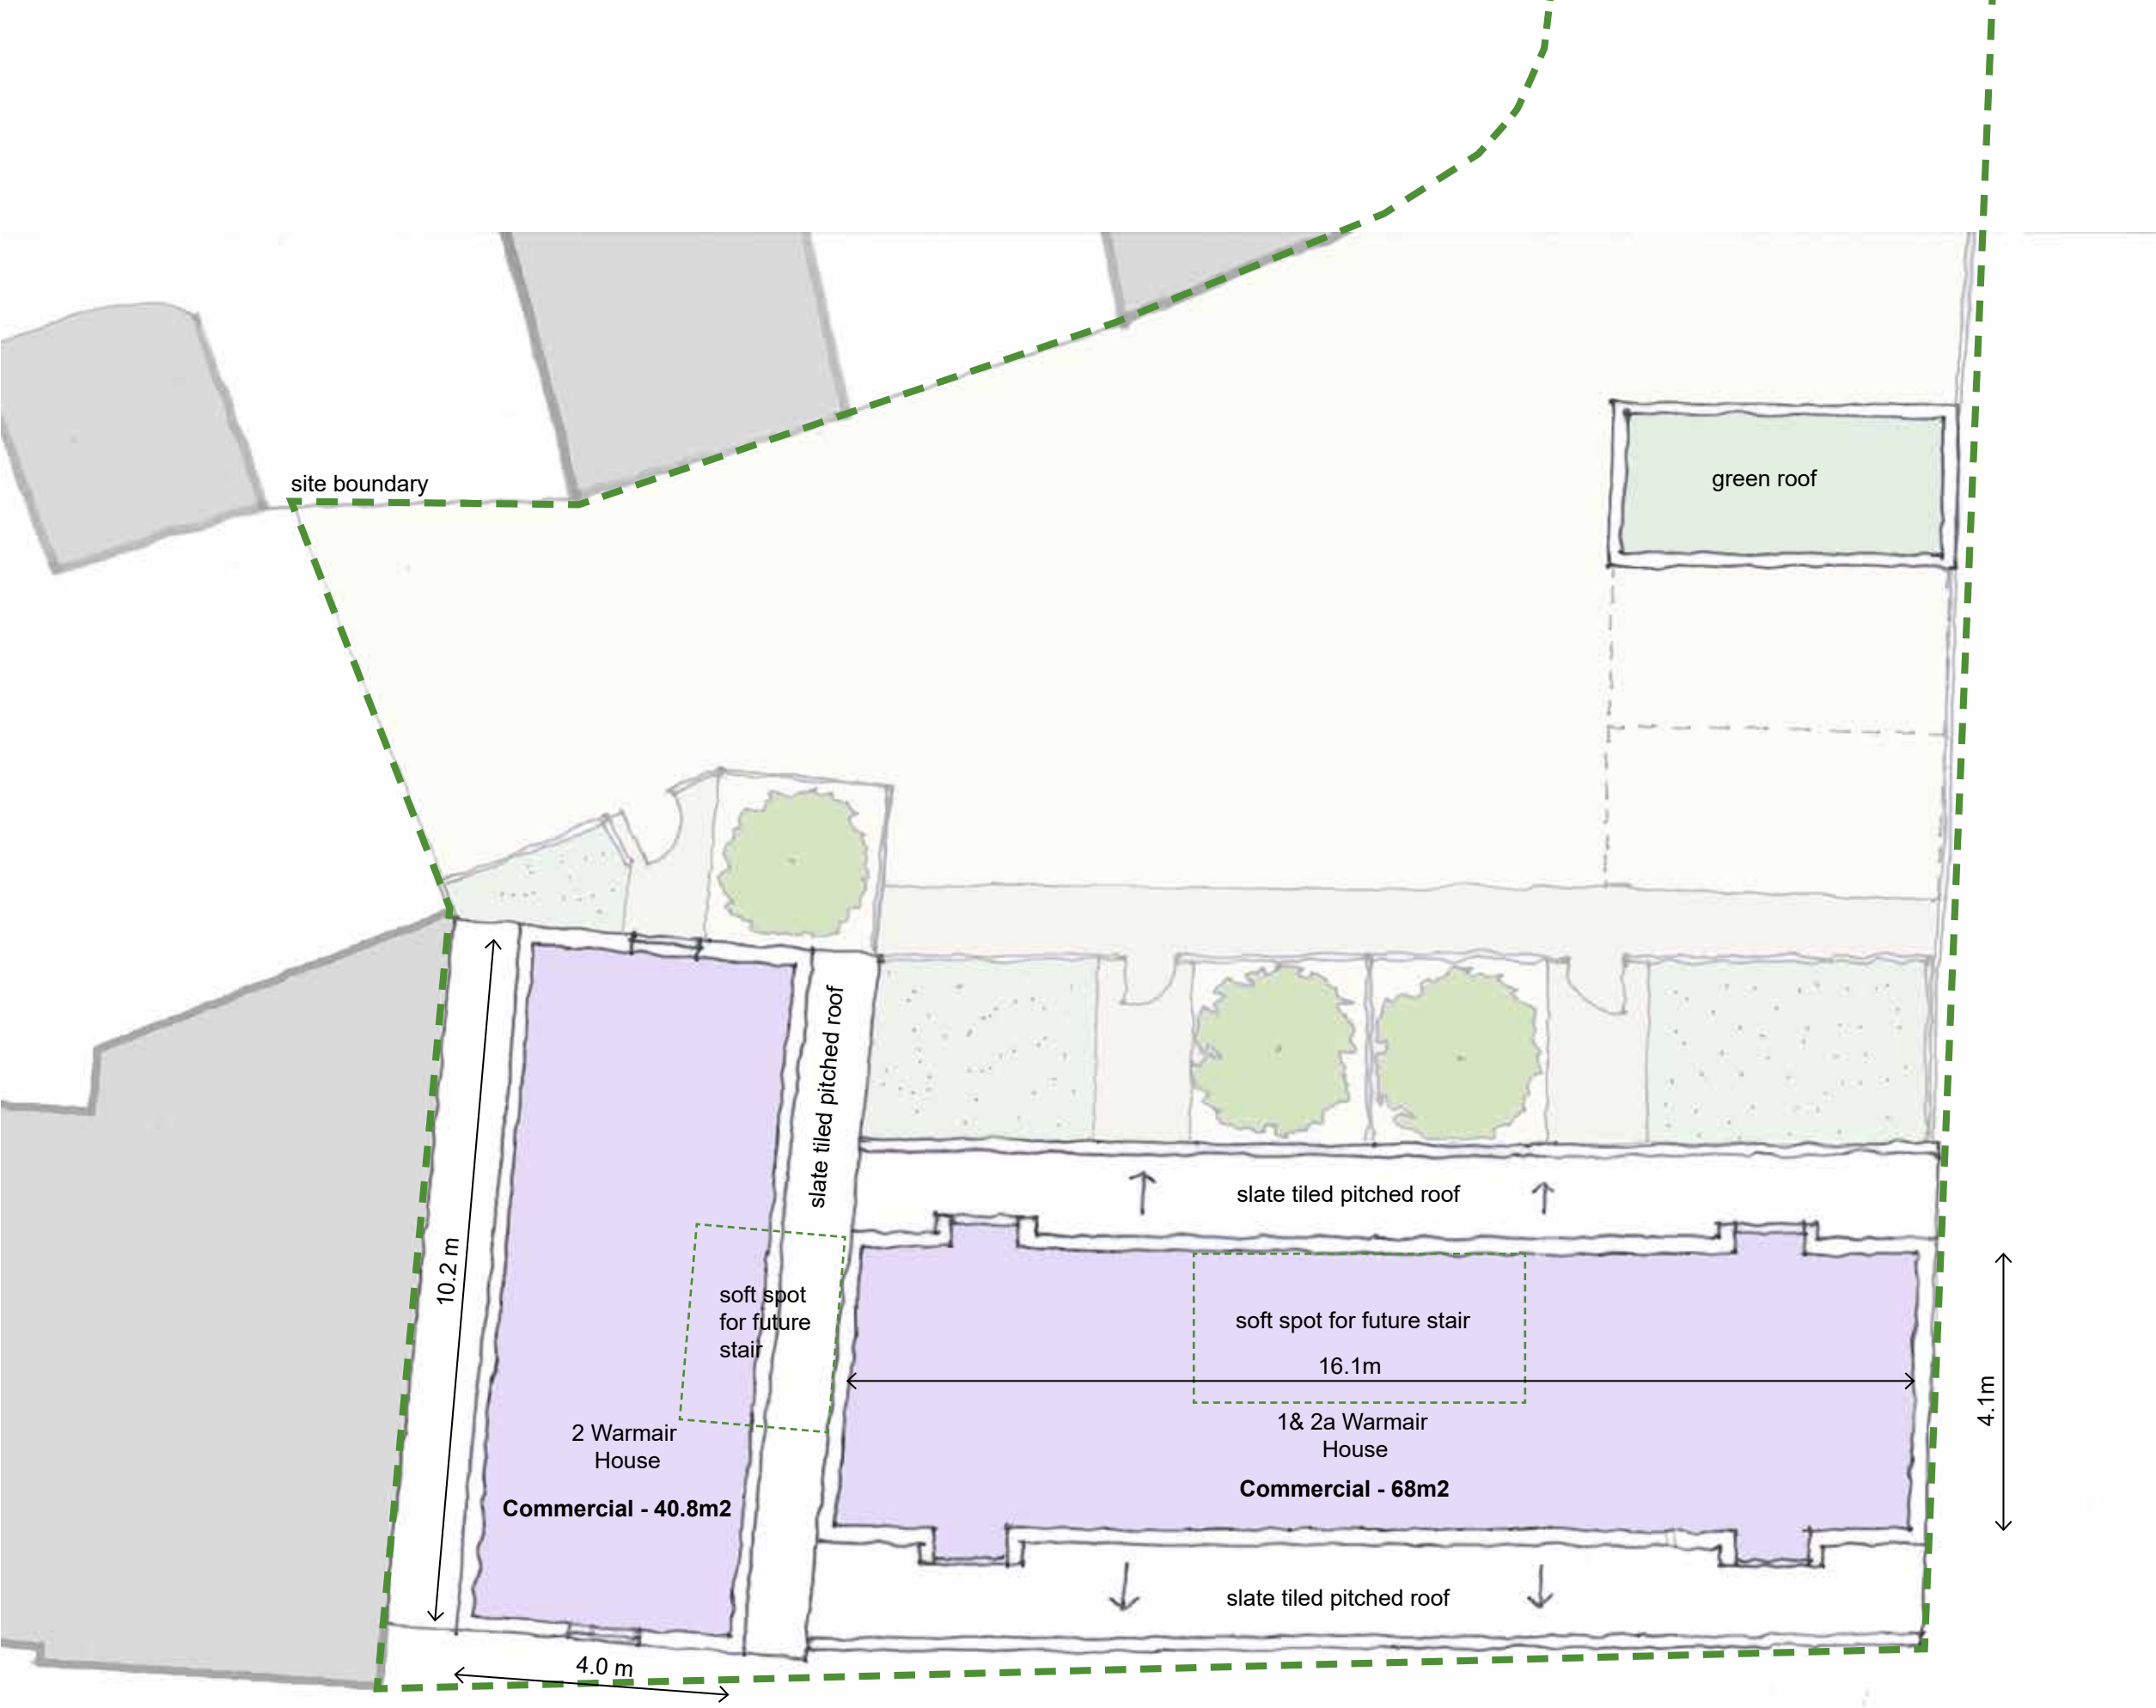 site boundary
green roof
slate tiled pitched roof
10.2 m
soft spot
for future
stair
2 Warmair
House
Commercial - 40.8m2
4.0 m
slate tiled pitched roof
soft spot for future stair
16.1m
1& 2a Warmair
House
Commercial - 68m2
4.1m
slate tiled pitched roof